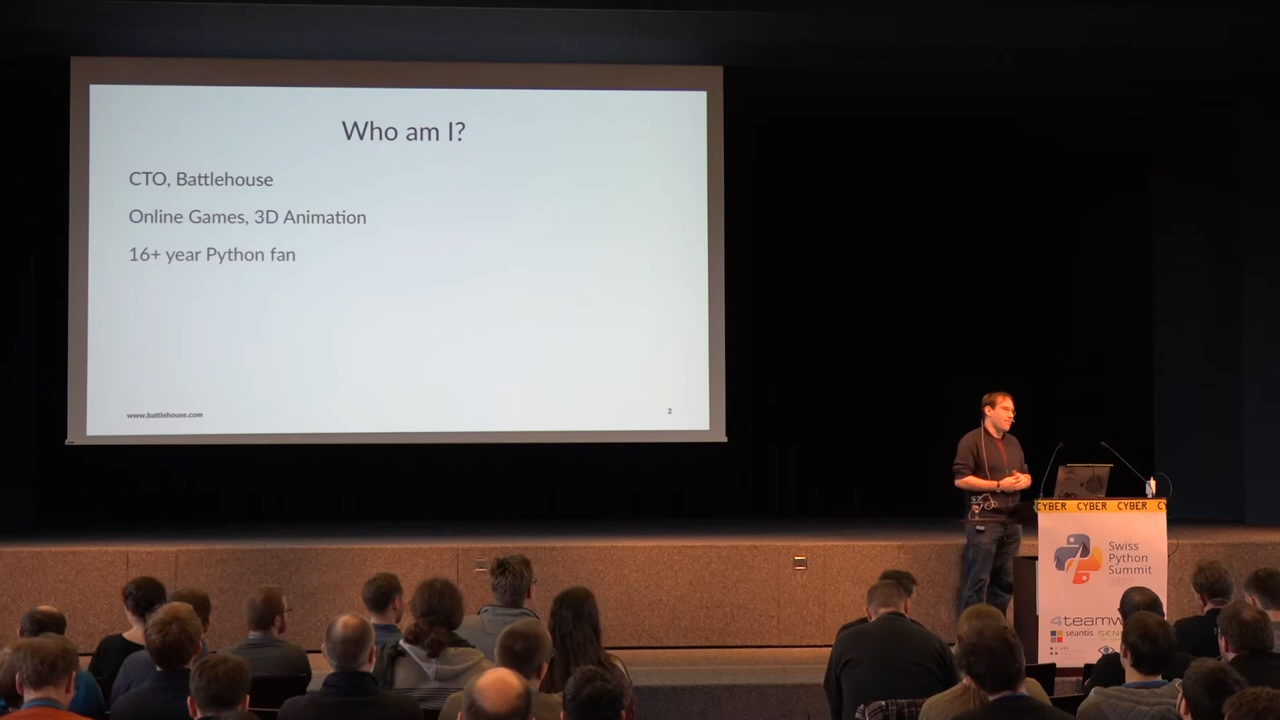 Who am I?
CTO, Battlehouse
Online Games, 3D Animation
16+ year Python fan
www.battlehouse.com
2
CYBER CYBER CYBER
Swiss
Python
Summit
4teamw
seantis